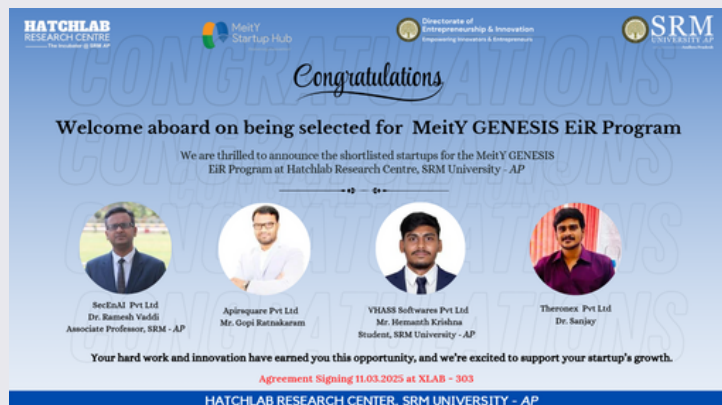 HATCHLAB
RESEARCH CENTRE
The Incubator @ SRM AP
MeitY
Startup Hub
Directorate of
Entrepreneurship & Innovation
Empowering Innovators & Entrepreneurs
SRM
UNIVERSITY AP
Andhra Pradesh
CONGRATULATIONS
CONGRATULATIONS
CONGRATULATIONS
CONGRATULATIONS
Congratulations
Welcome aboard on being selected for MeitY GENESIS EiR Program
We are thrilled to announce the shortlisted startups for the MeitY GENESIS
EiR Program at Hatchlab Research Centre, SRM University - AP
SecEnAI Pvt Ltd
Dr. Ramesh Vaddi
Associate Professor, SRM - AP
Apirsquare Pvt Ltd
Mr. Gopi Ratnakaram
VHASS Softwares Pvt Ltd
Mr. Hemanth Krishna
Student, SRM University - AP
Theronex Pvt Ltd
Dr. Sanjay
Your hard work and innovation have earned you this opportunity, and we're excited to support your startup's growth.
Agreement Signing 11.03.2025 at XLAB - 303
HATCHLAB RESEARCH CENTER, SRM UNIVERSITY - AP